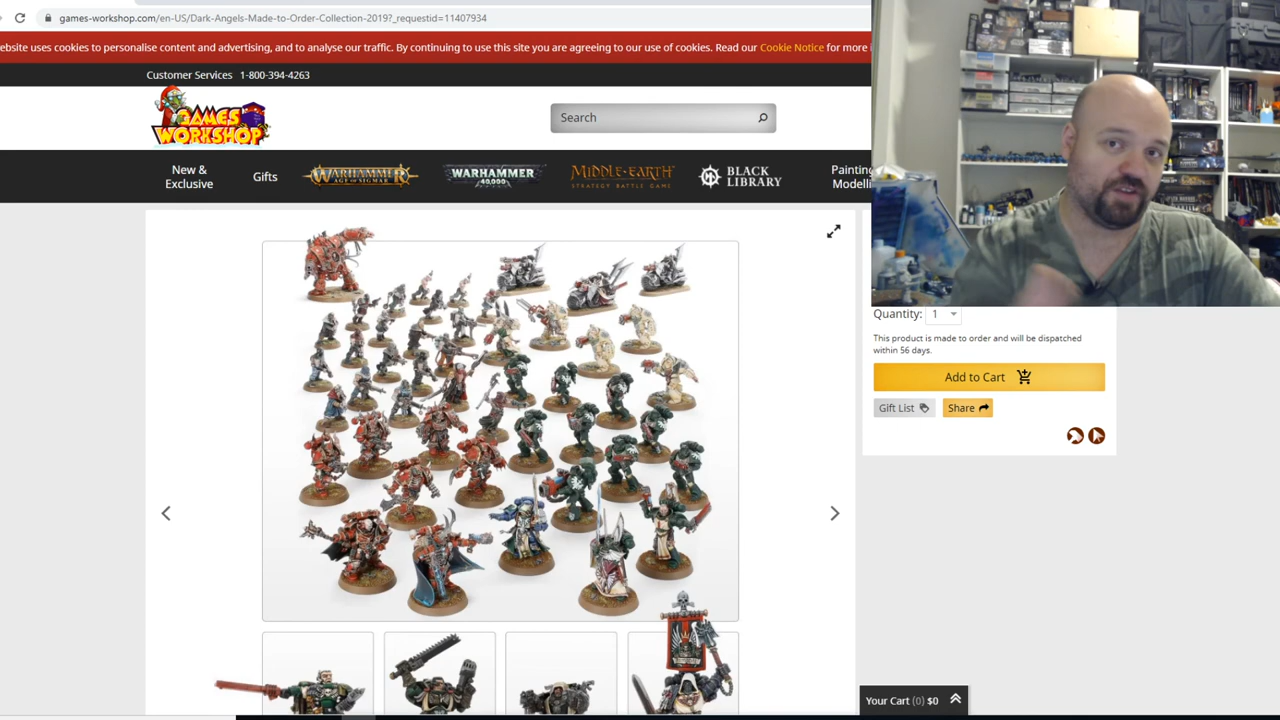 games-workshop.com/en-US/Dark-Angels-Made-to-Order-Collection-2019?_requestid=11407934
ebsite uses cookies to personalise content and advertising, and to analyse our traffic. By continuing to use this site you are agreeing to our use of cookies. Read our Cookie Notice for more i
Customer Services 1-800-394-4263
GAMES
WORKSHOP
Search
New &
Exclusive
Gifts
WARHAMMER
AGE OF SIGMAR
WARHAMMER
40,000
MIDDLE-EARTH
STRATEGY BATTLE GAME
BLACK
LIBRARY
Painting
Modelli
Quantity: 1
This product is made to order and will be dispatched
within 56 days.
Add to Cart
Gift List
Share
Your Cart (0) $0